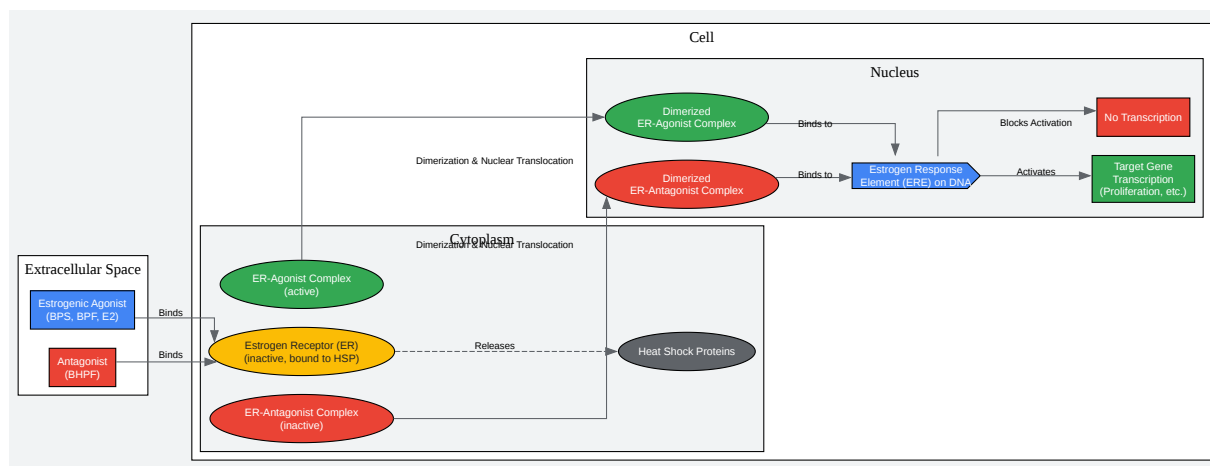 Cell
Nucleus
Dimerized
ER-Agonist Complex
Binds to
Blocks Activation
No Transcription
Dimerization & Nuclear Translocation
Dimerized
ER-Antagonist Complex
Binds to
Estrogen Response
Element (ERE) on DNA
Activates
Target Gene
Transcription
(Proliferation, etc.)
Cytoplasm
Dimerization & Nuclear Translocation
Extracellular Space
ER-Agonist Complex
(active)
Estrogenic Agonist
(BPS, BPF, E2)
Binds
Estrogen Receptor (ER)
(inactive, bound to HSP)
Releases
Heat Shock Proteins
Antagonist
(BHPF)
Binds
ER-Antagonist Complex
(inactive)